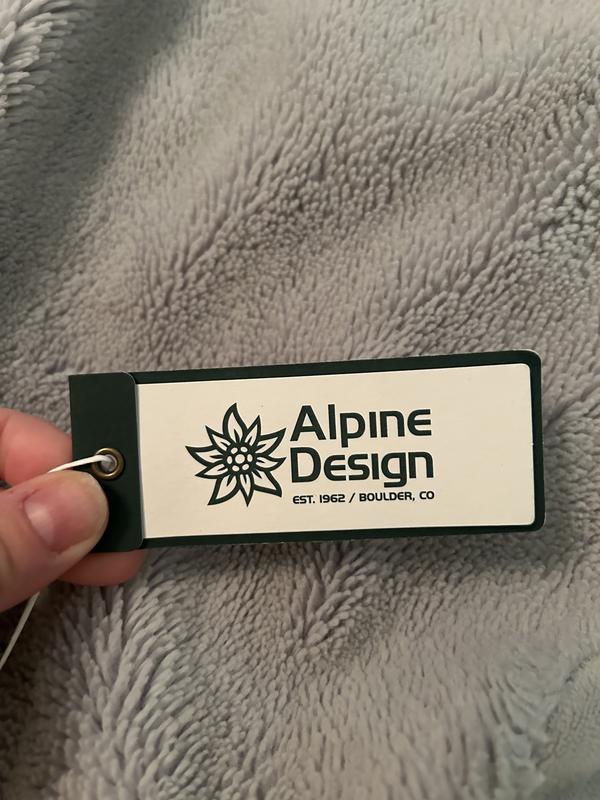 Alpine
Design
EST. 1962 / BOULDER, CO